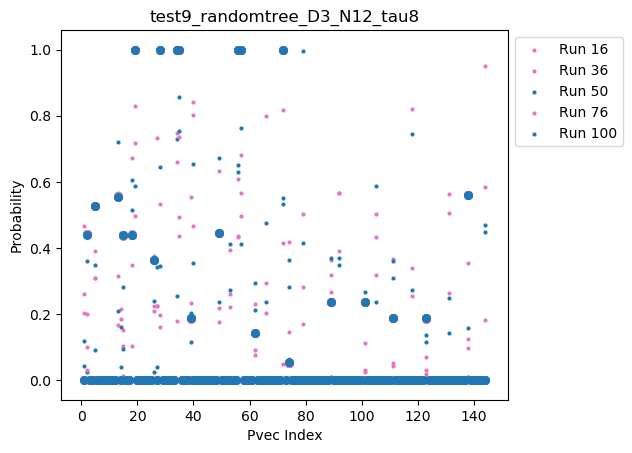 test9_randomtree_D3_N12_tau8
1.0
0.8
0.6
0.4
0.2
0.0
Probability
0 20 40 60 80 100 120 140
Pvec Index
Run 16
Run 36
Run 50
Run 76
Run 100